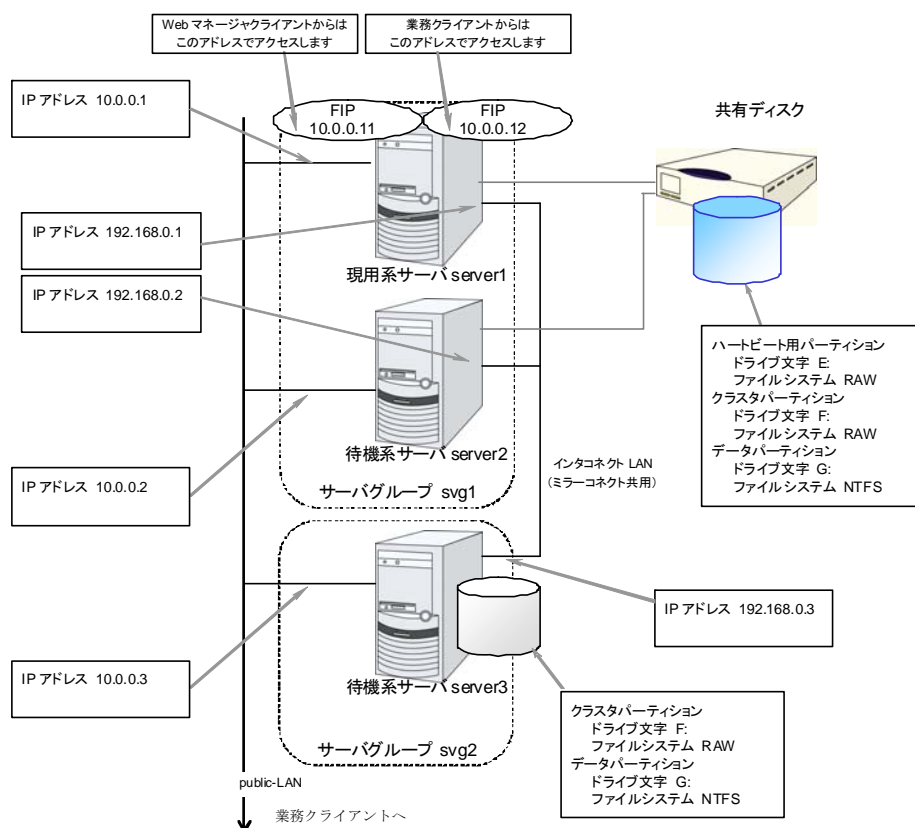 Web マネージャクライアントからは
このアドレスでアクセスします
業務クライアントからは
このアドレスでアクセスします
IP アドレス 10.0.0.1
FIP
10.0.0.11
FIP
10.0.0.12
共有ディスク
IP アドレス 192.168.0.1
現用系サーバ server1
IP アドレス 192.168.0.2
ハートビート用パーティション
ドライブ文字 E:
ファイルシステム RAW
クラスタパーティション
ドライブ文字 F:
ファイルシステム RAW
データパーティション
ドライブ文字 G:
ファイルシステム NTFS
待機系サーバ server2
インタコネクト LAN
（ミラーコネクト共用）
IP アドレス 10.0.0.2
サーバグループ svg1
IP アドレス 192.168.0.3
IP アドレス 10.0.0.3
待機系サーバ server3
クラスタパーティション
ドライブ文字 F:
ファイルシステム RAW
データパーティション
ドライブ文字 G:
ファイルシステム NTFS
サーバグループ svg2
public-LAN
業務クライアントへ